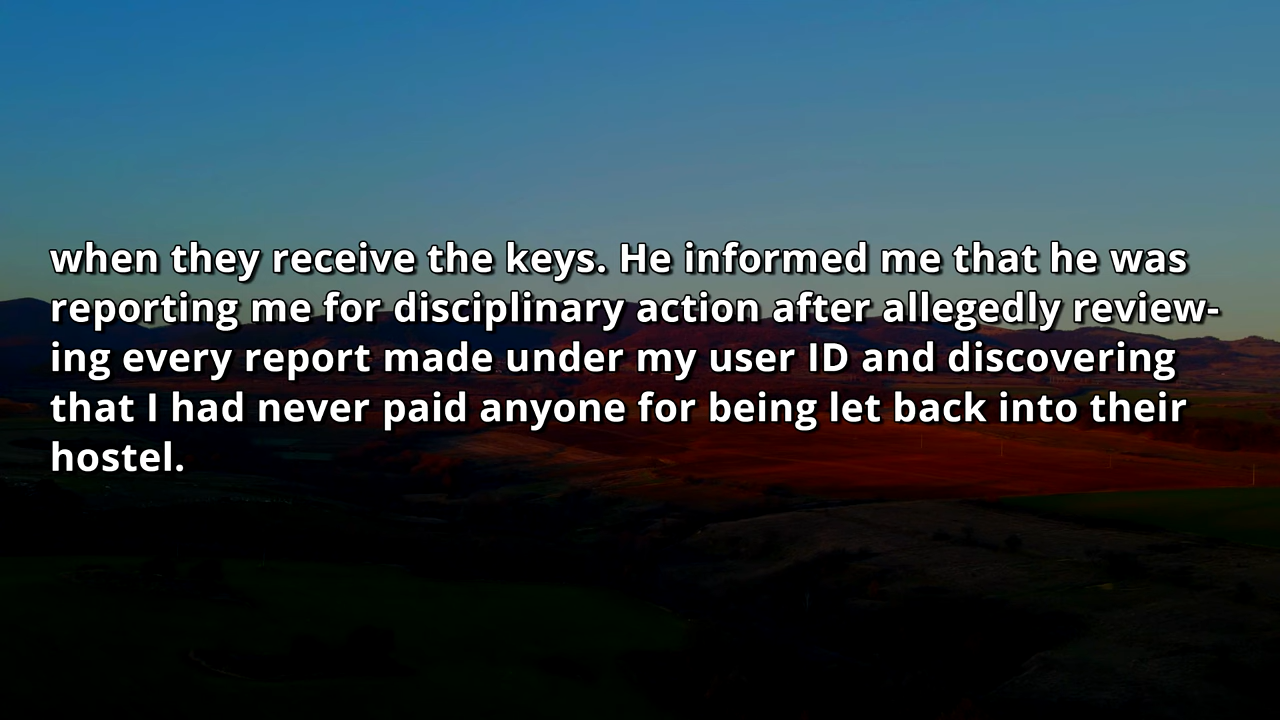 when they receive the keys. He informed me that he was
reporting me for disciplinary action after allegedly review-
ing every report made under my user ID and discovering
that I had never paid anyone for being let back into their
hostel.